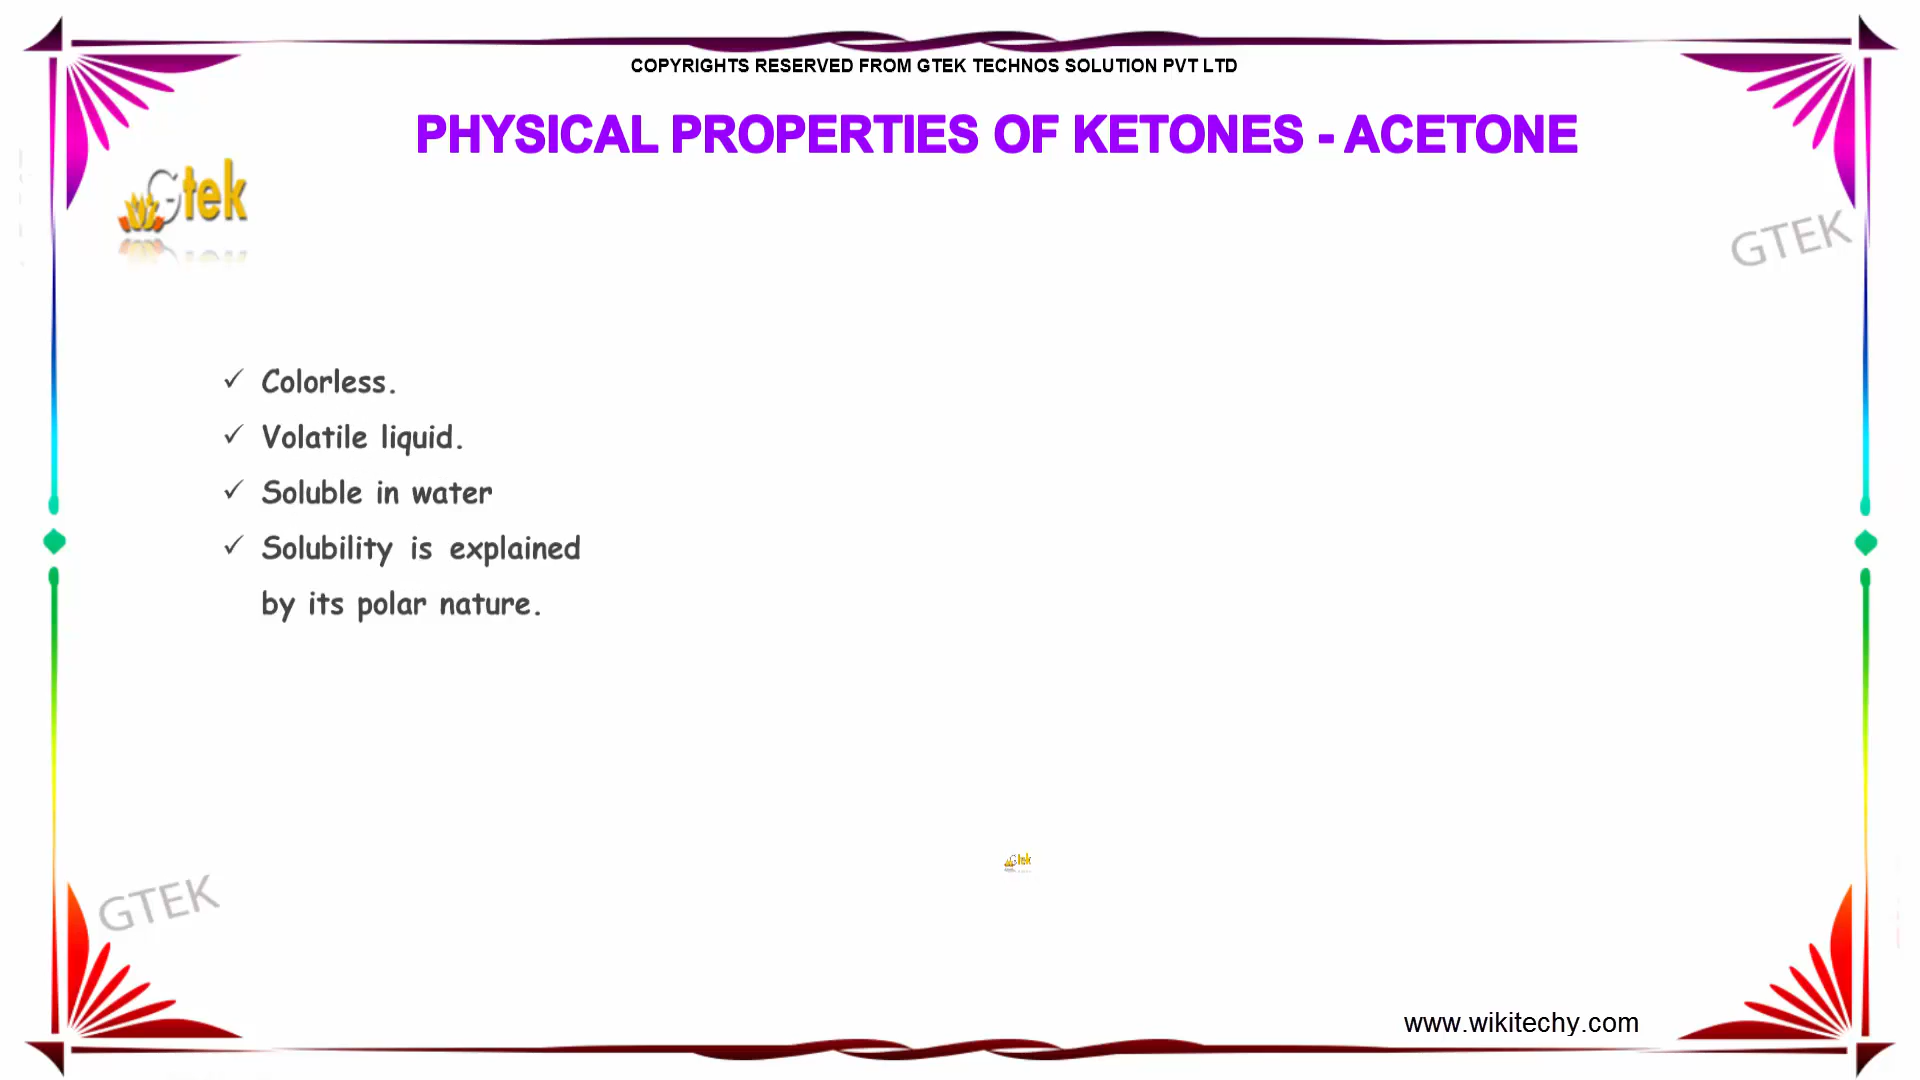 COPYRIGHTS RESERVED FROM GTEK TECHNOS SOLUTION PVT LTD
PHYSICAL PROPERTIES OF KETONES - ACETONE
Gtek
GTEK
✓ Colorless.
✓ Volatile liquid.
✓ Soluble in water
✓ Solubility is explained
by its polar nature.
Gtek
GTEK
www.wikitechy.com